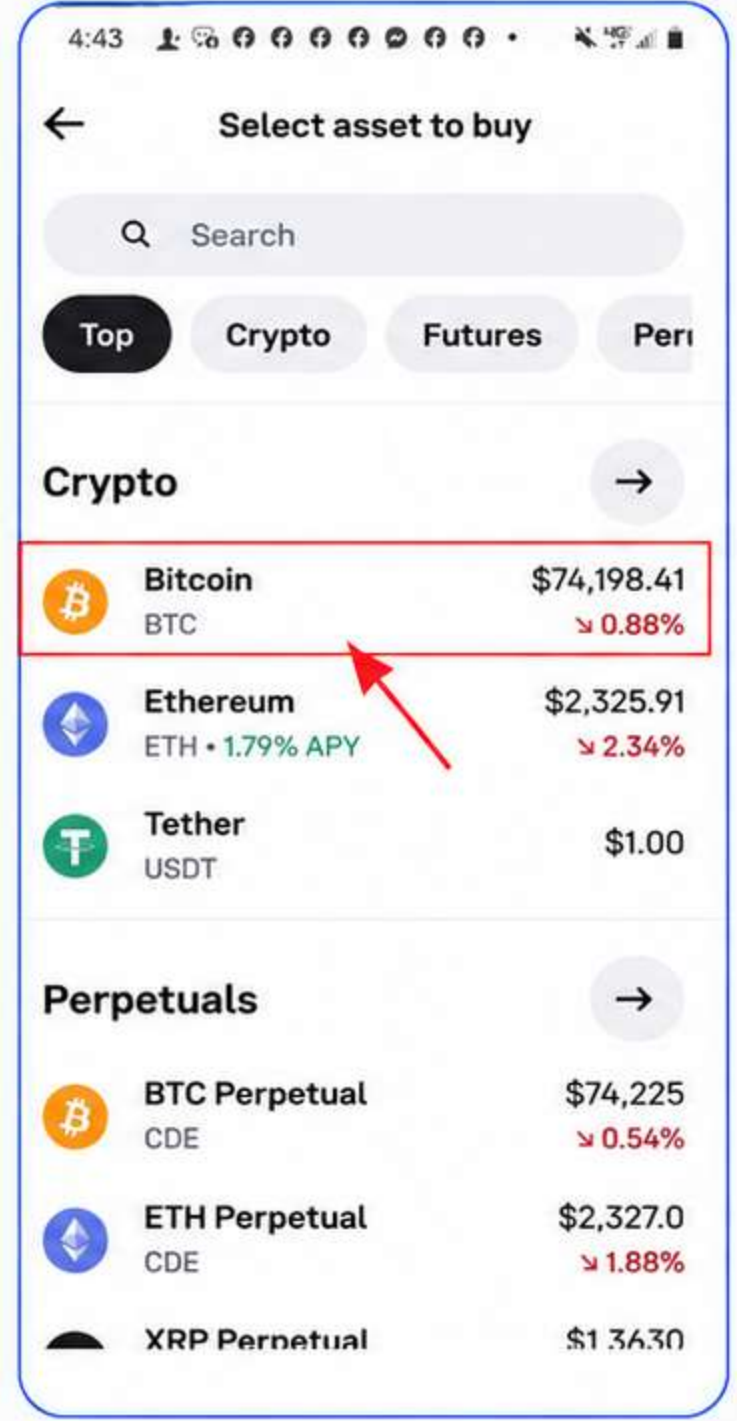 4:43
Select asset to buy
Search
Top Crypto Futures
Crypto
Bitcoin $74,198.41
BTC ↘ 0.88%
Ethereum $2,325.91
ETH • 1.79% APY ↘ 2.34%
Tether $1.00
USDT
Perpetuals
BTC Perpetual $74,225
CDE ↘ 0.54%
ETH Perpetual $2,327.0
CDE ↘ 1.88%
XRP Perpetual $1.3630